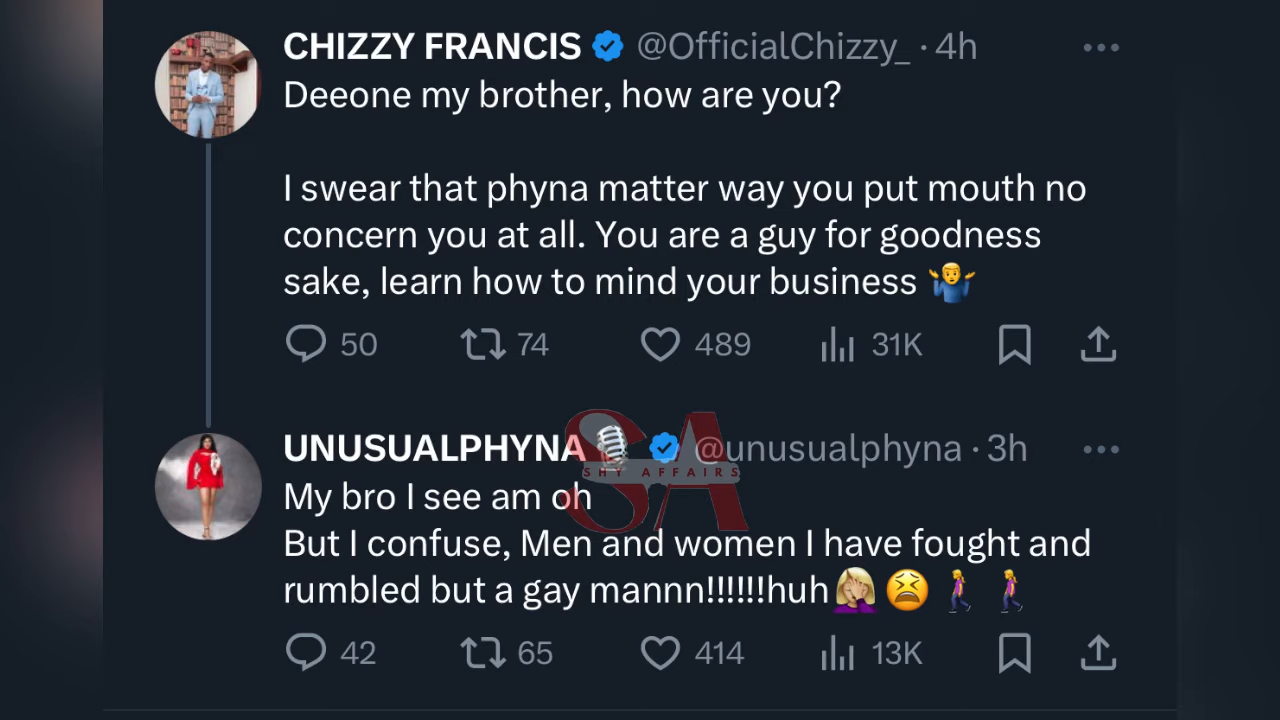 CHIZZY FRANCIS @OfficialChizzy_ · 4h
Deeone my brother, how are you?
I swear that phyna matter way you put mouth no
concern you at all. You are a guy for goodness
sake, learn how to mind your business 🤷‍♂️
50 74 489 31K
UNUSUALPHYNA🎙️ @unusualphyna · 3h
SHY AFFAIRS
SA
My bro I see am oh
But I confuse, Men and women I have fought and
rumbled but a gay mannn!!!!!!huh🤦🏼‍♀️😫🚶‍♀️🚶‍♀️
42 65 414 13K